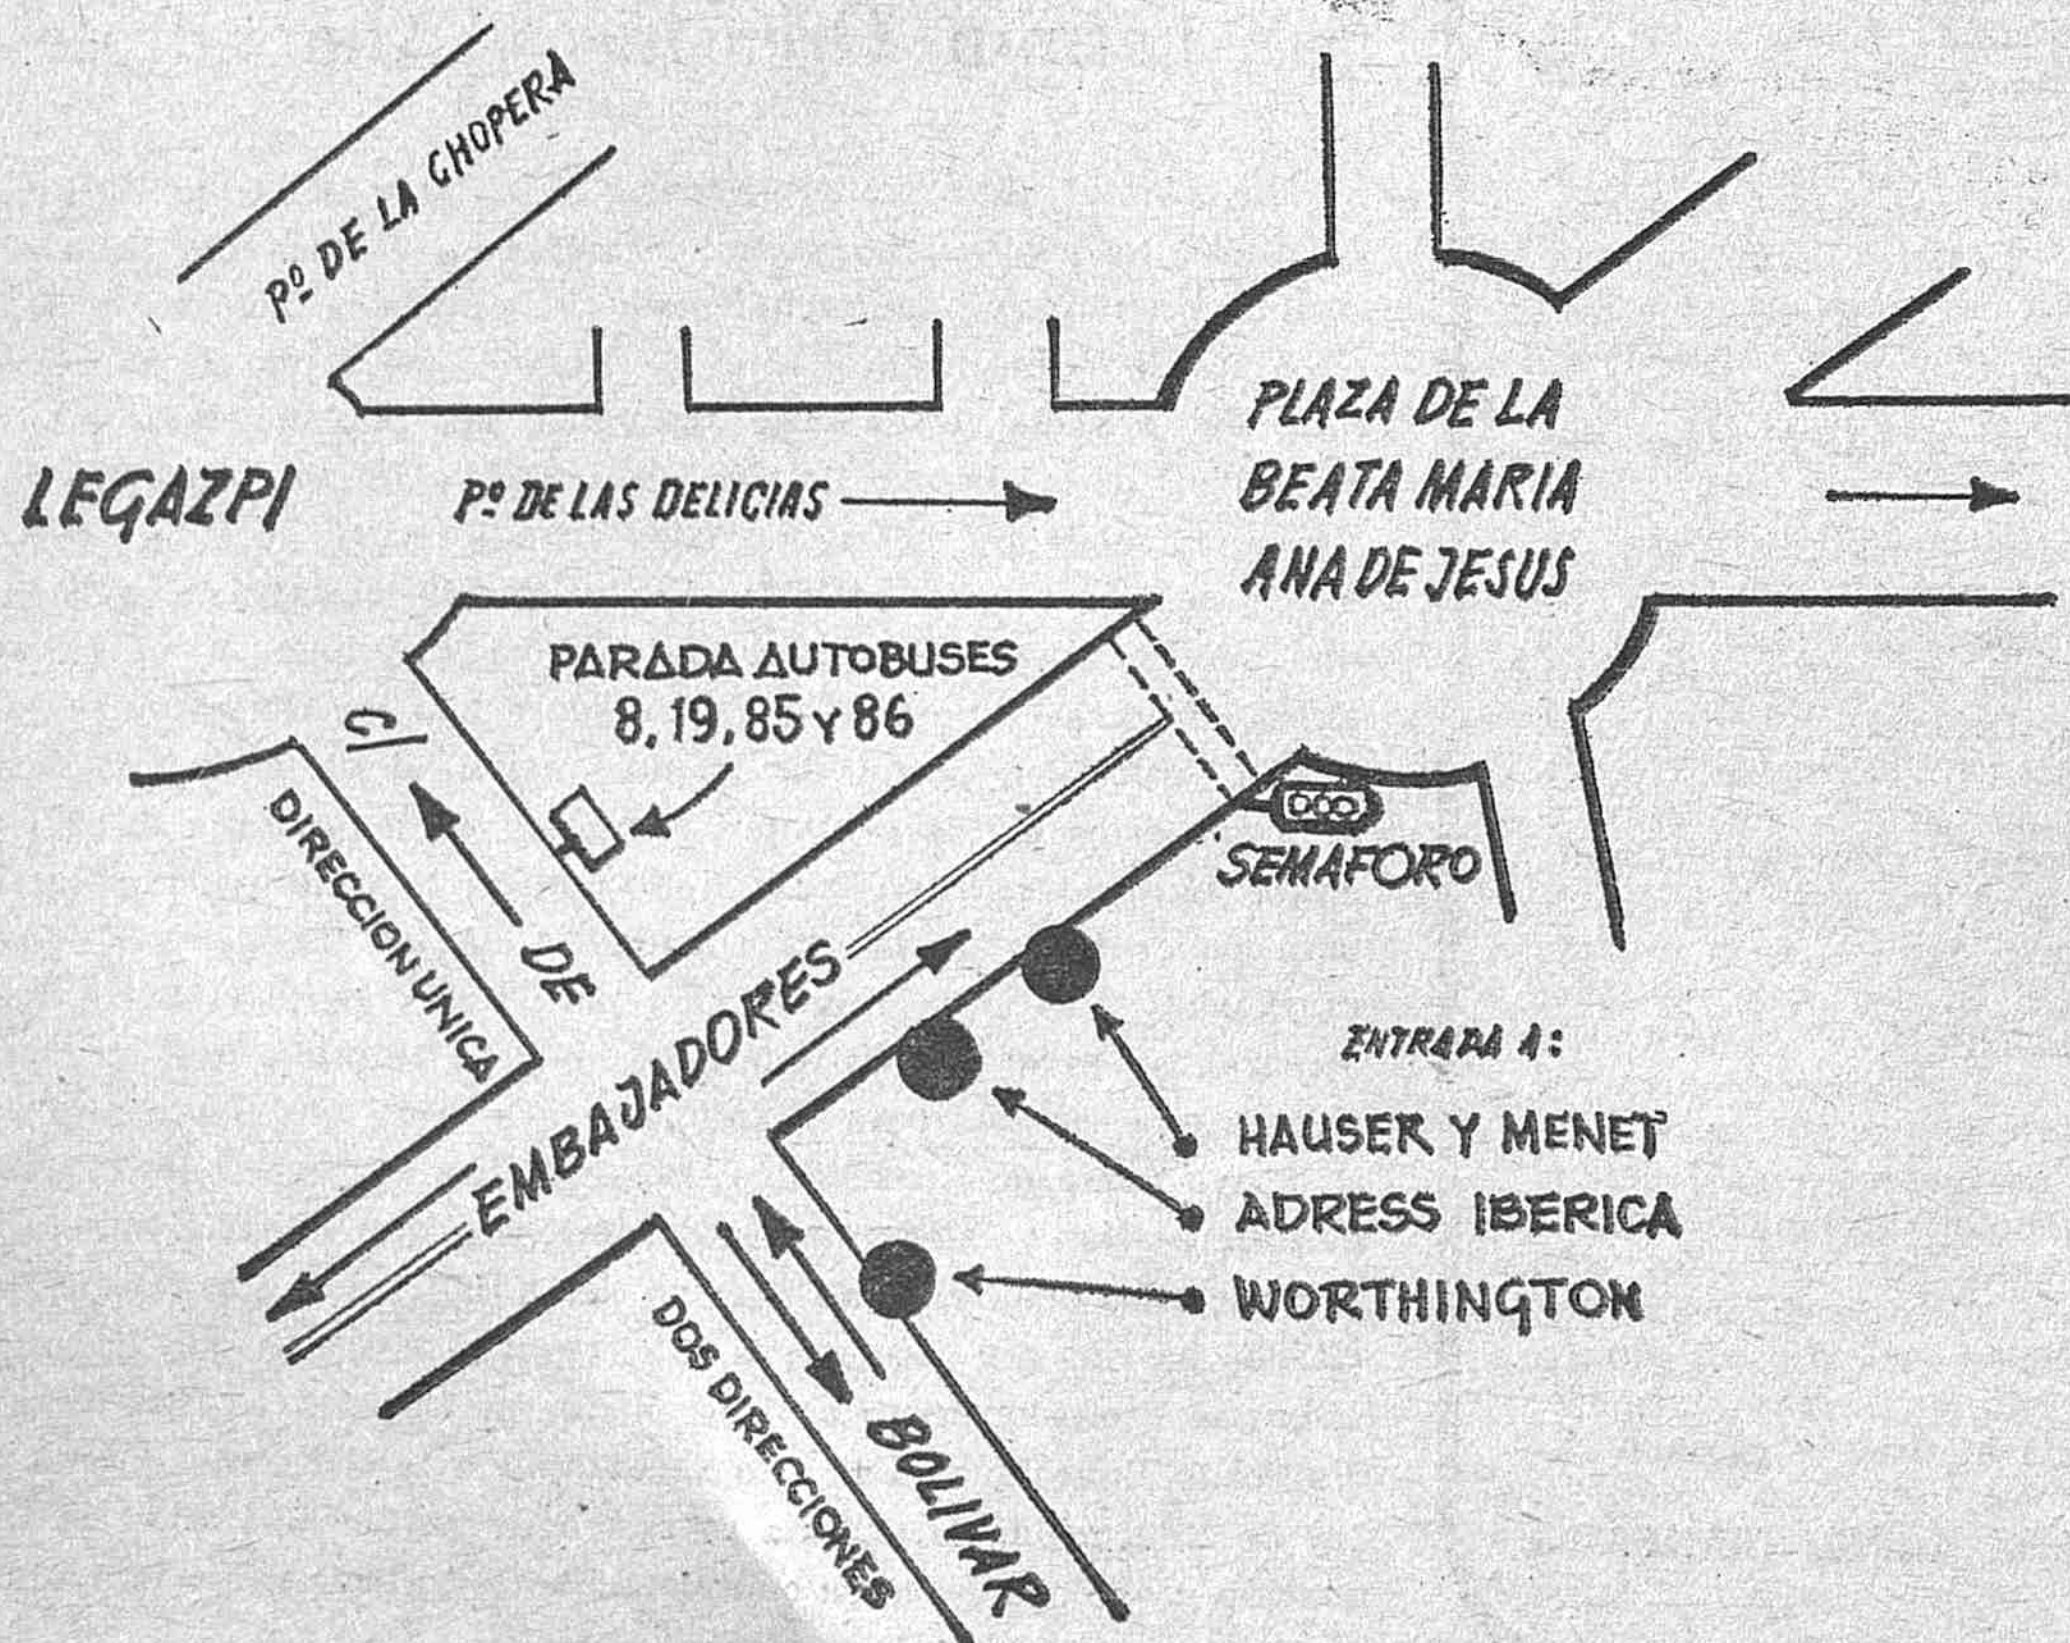 Pº DE LA CHOPERA
LEGAZPI
Pº DE LAS DELICIAS
PLAZA DE LA
BEATA MARIA
ANA DE JESUS
PARADA AUTOBUSES
8, 19, 85 Y 86
C/ DE BOLIVAR
DIRECCION UNICA
SEMAFORO
EMBAJADORES
ENTRADA A:
HAUSER Y MENET
ADRESS IBERICA
WORTHINGTON
DOS DIRECCIONES